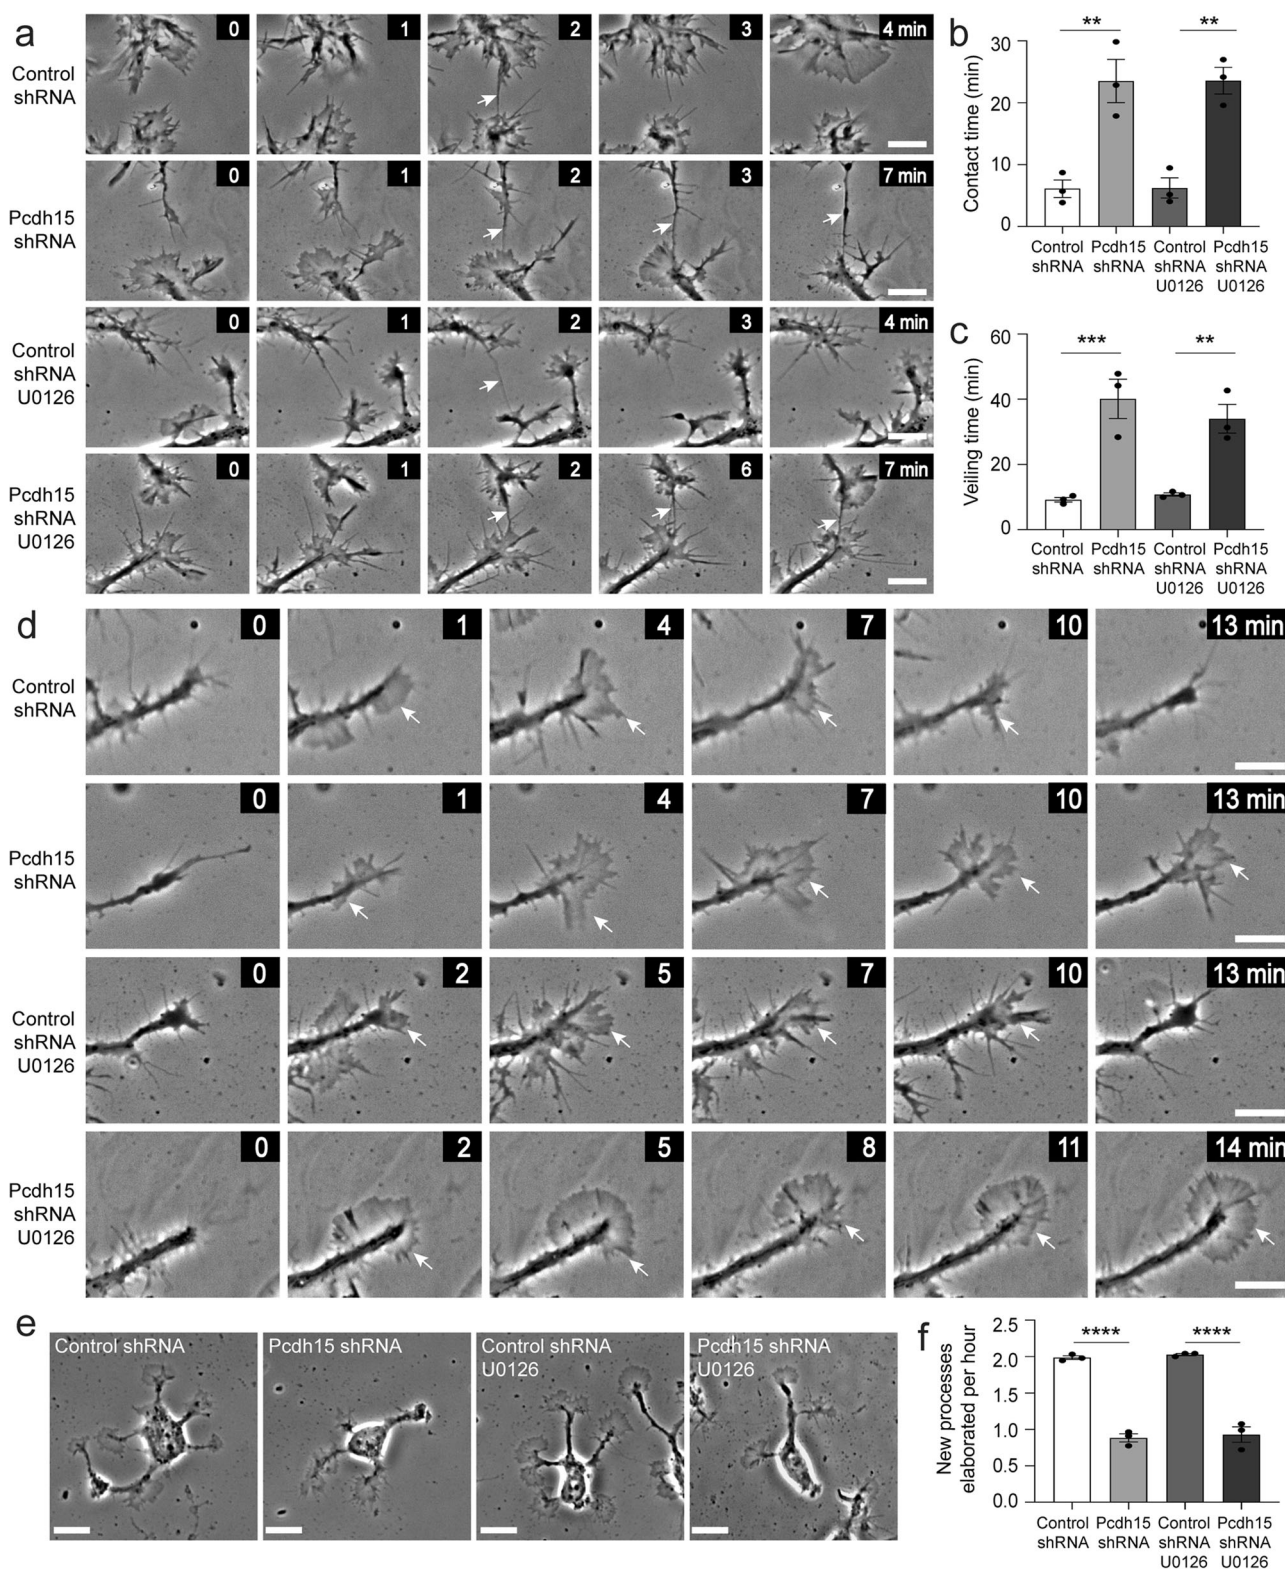 a
Control
shRNA
0
1
2
3
4 min
Pcdh15
shRNA
0
1
2
3
7 min
Control
shRNA
U0126
0
1
2
3
4 min
Pcdh15
shRNA
U0126
0
1
2
6
7 min
b
Contact time (min)
30
20
10
0
**
**
Control
shRNA
Pcdh15
shRNA
Control
shRNA
U0126
Pcdh15
shRNA
U0126
c
Veiling time (min)
60
40
20
0
***
**
Control
shRNA
Pcdh15
shRNA
Control
shRNA
U0126
Pcdh15
shRNA
U0126
d
Control
shRNA
0
1
4
7
10
13 min
Pcdh15
shRNA
0
1
4
7
10
13 min
Control
shRNA
U0126
0
2
5
7
10
13 min
Pcdh15
shRNA
U0126
0
2
5
8
11
14 min
e
Control shRNA
Pcdh15 shRNA
Control shRNA
U0126
Pcdh15 shRNA
U0126
f
New processes
elaborated per hour
2.5
2.0
1.5
1.0
0.5
0.0
****
****
Control
shRNA
Pcdh15
shRNA
Control
shRNA
U0126
Pcdh15
shRNA
U0126